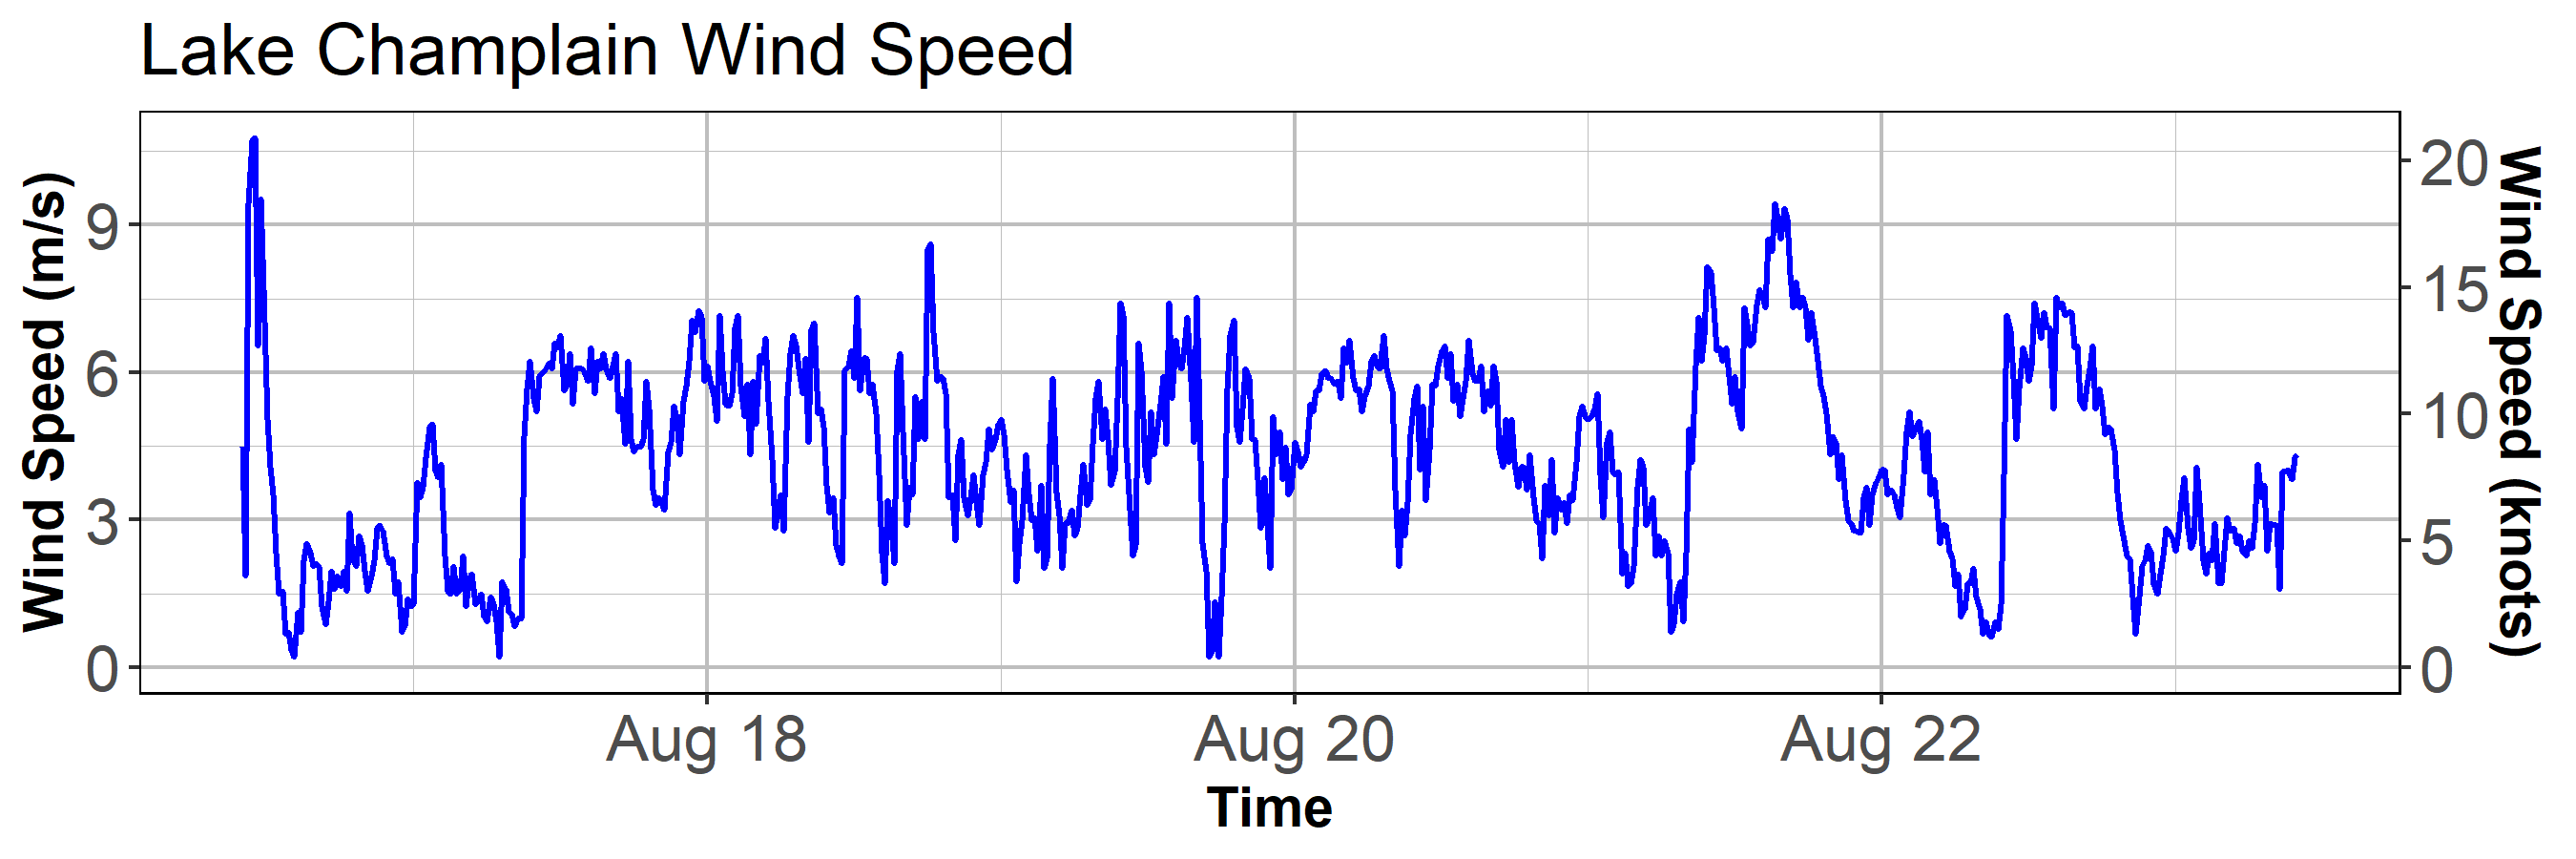 Lake Champlain Wind Speed
Wind Speed (m/s)
9
6
3
0
20
15
10
5
0
Wind Speed (knots)
Aug 18
Aug 20
Aug 22
Time